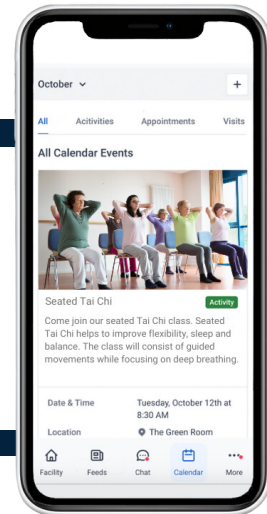 October
+
All Acitivities Appointments Visits
All Calendar Events
Seated Tai Chi
Activity
Come join our seated Tai Chi class. Seated
Tai Chi helps to improve flexibility, sleep and
balance. The class will consist of guided
movements while focusing on deep breathing.
Date & Time Tuesday, October 12th at
8:30 AM
Location The Green Room
Facility Feeds Chat Calendar More